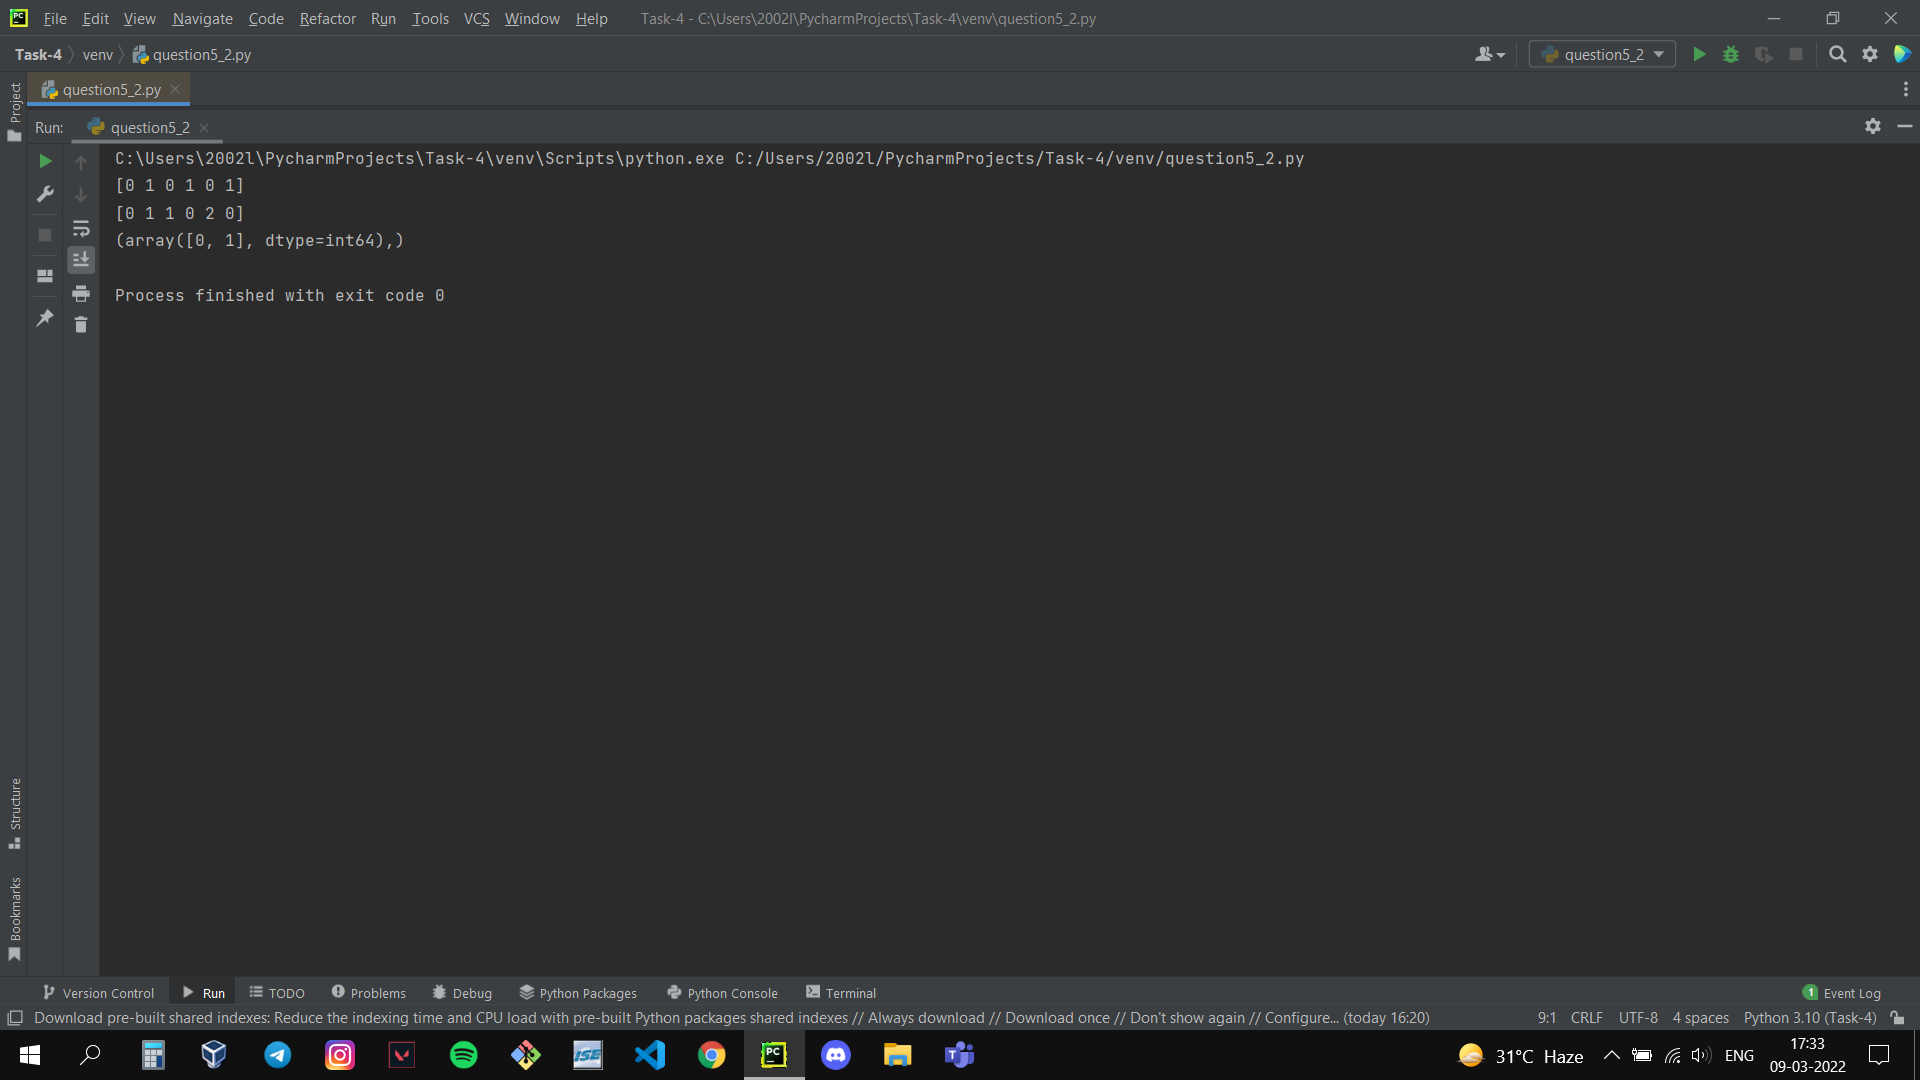 File Edit View Navigate Code Refactor Run Tools VCS Window Help Task-4 - C:\Users\2002l\PycharmProjects\Task-4\venv\question5_2.py
Task-4 venv question5_2.py question5_2
question5_2.py
Project
Run: question5_2
C:\Users\2002l\PycharmProjects\Task-4\venv\Scripts\python.exe C:/Users/2002l/PycharmProjects/Task-4/venv/question5_2.py
[0 1 0 1 0 1]
[0 1 1 0 2 0]
(array([0, 1], dtype=int64),)
Process finished with exit code 0
Structure
Bookmarks
Version Control Run TODO Problems Debug Python Packages Python Console Terminal 1 Event Log
Download pre-built shared indexes: Reduce the indexing time and CPU load with pre-built Python packages shared indexes // Always download // Download once // Don't show again // Configure... (today 16:20) 9:1 CRLF UTF-8 4 spaces Python 3.10 (Task-4)
ISE PC 31°C Haze ENG 17:33
09-03-2022